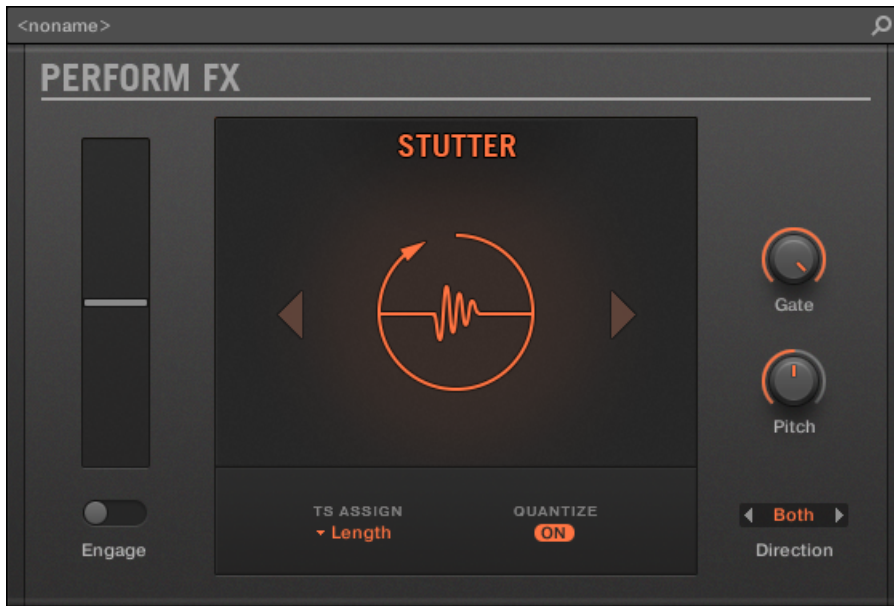 <noname>
PERFORM FX
STUTTER
Gate
Pitch
TS ASSIGN
QUANTIZE
Length
ON
Both
Engage
Direction